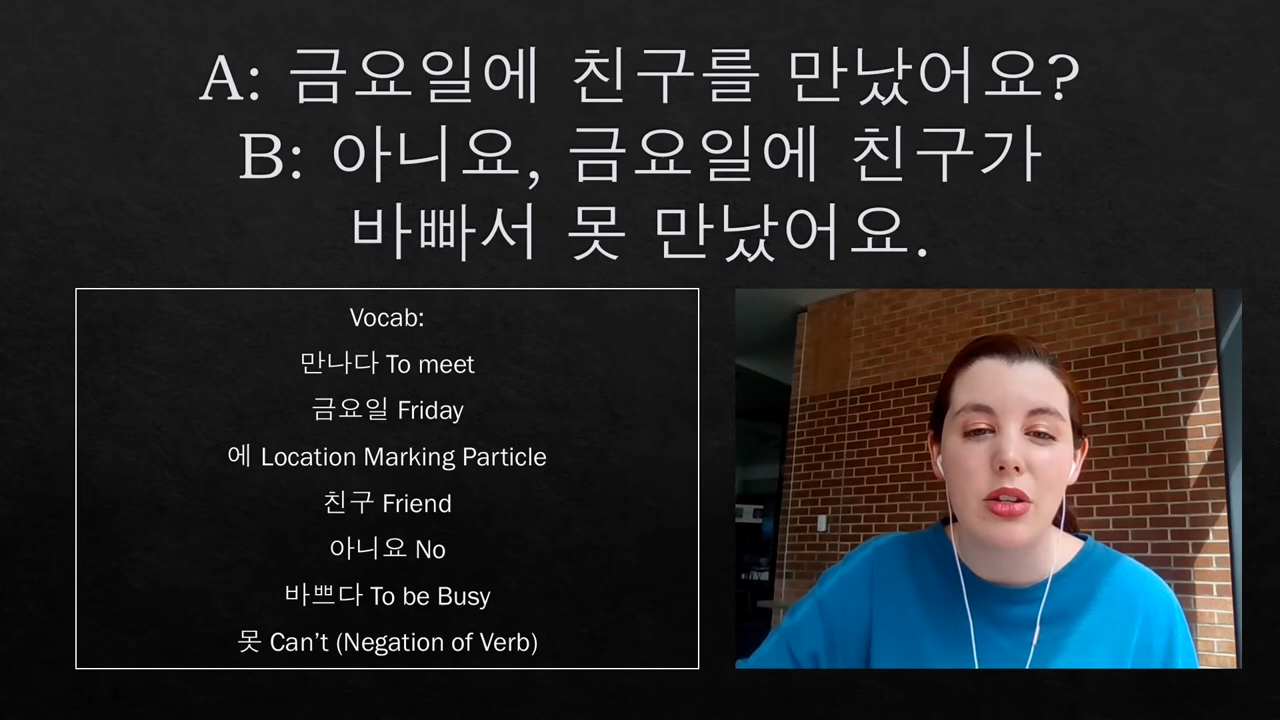 A: 금요일에 친구를 만났어요?
B: 아니요, 금요일에 친구가
바빠서 못 만났어요.
Vocab:
만나다 To meet
금요일 Friday
에 Location Marking Particle
친구 Friend
아니요 No
바쁘다 To be Busy
못 Can’t (Negation of Verb)